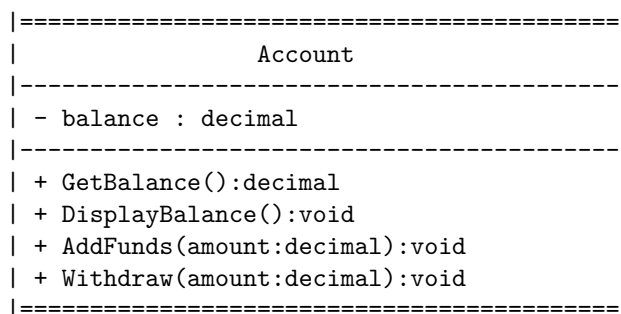 |===========================================
|                 Account
|-------------------------------------------
| - balance : decimal
|-------------------------------------------
| + GetBalance():decimal
| + DisplayBalance():void
| + AddFunds(amount:decimal):void
| + Withdraw(amount:decimal):void
|===========================================